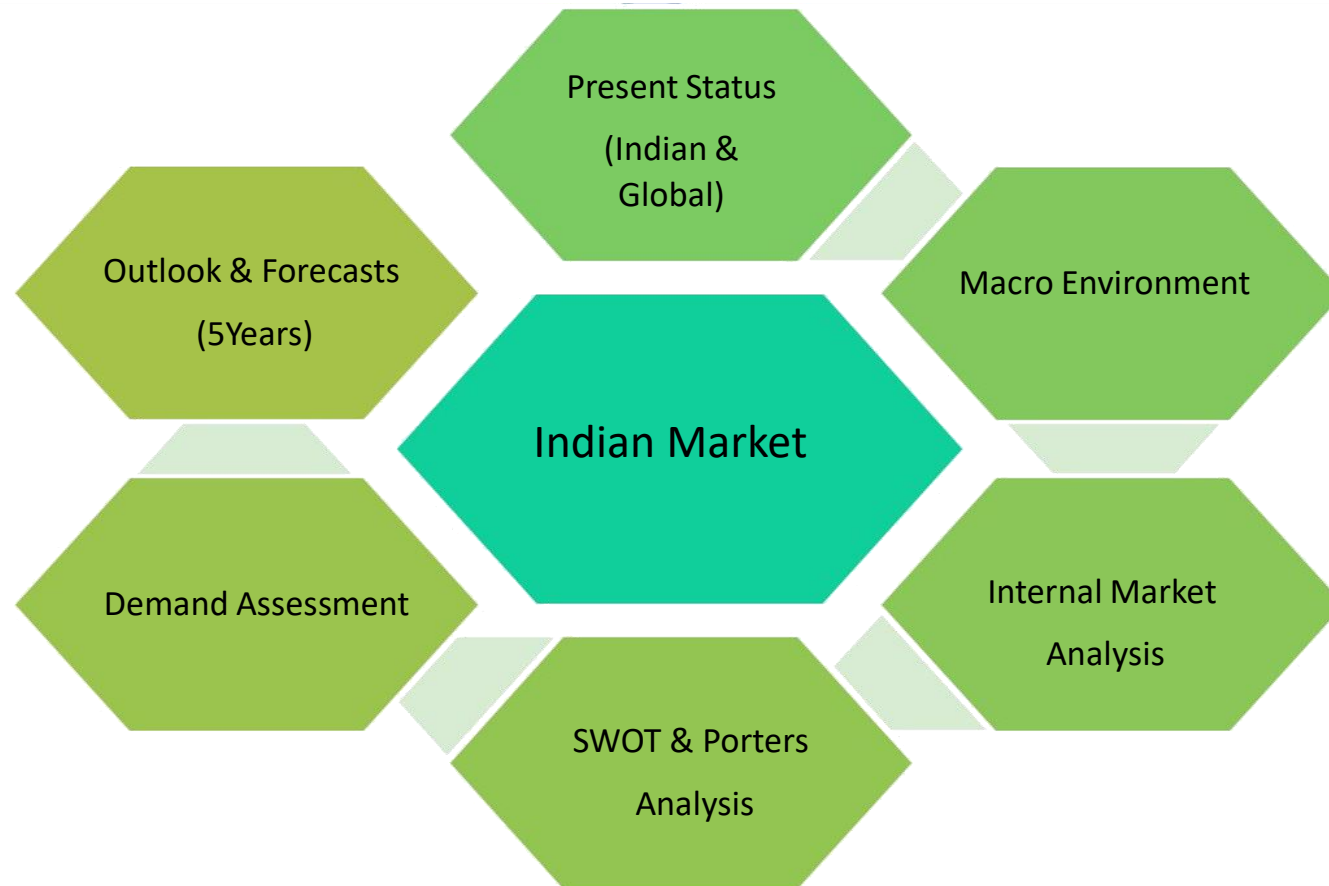 Present Status
(Indian &
Global)
Macro Environment
Internal Market
Analysis
SWOT & Porters
Analysis
Demand Assessment
Outlook & Forecasts
(5Years)
Indian Market